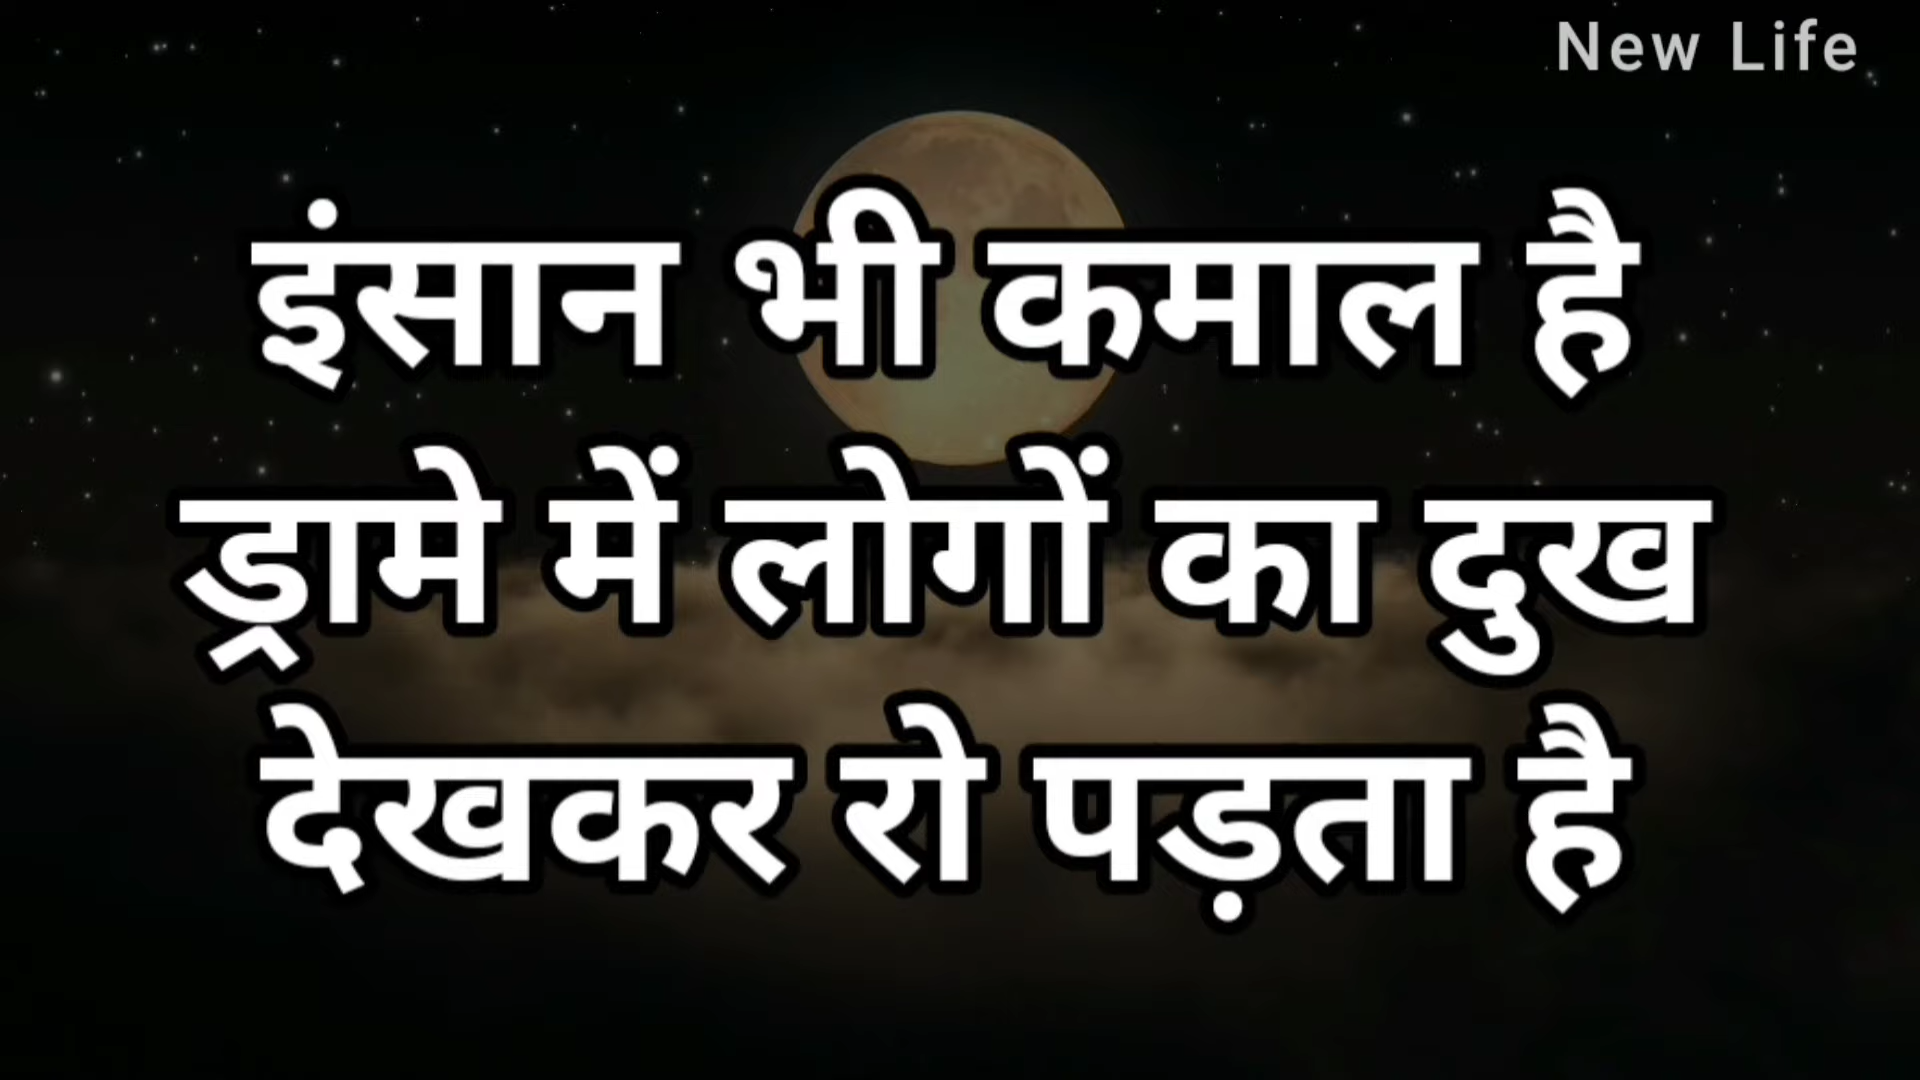 New Life
इंसान भी कमाल है
ड्रामे में लोगों का दुख
देखकर रो पड़ता है